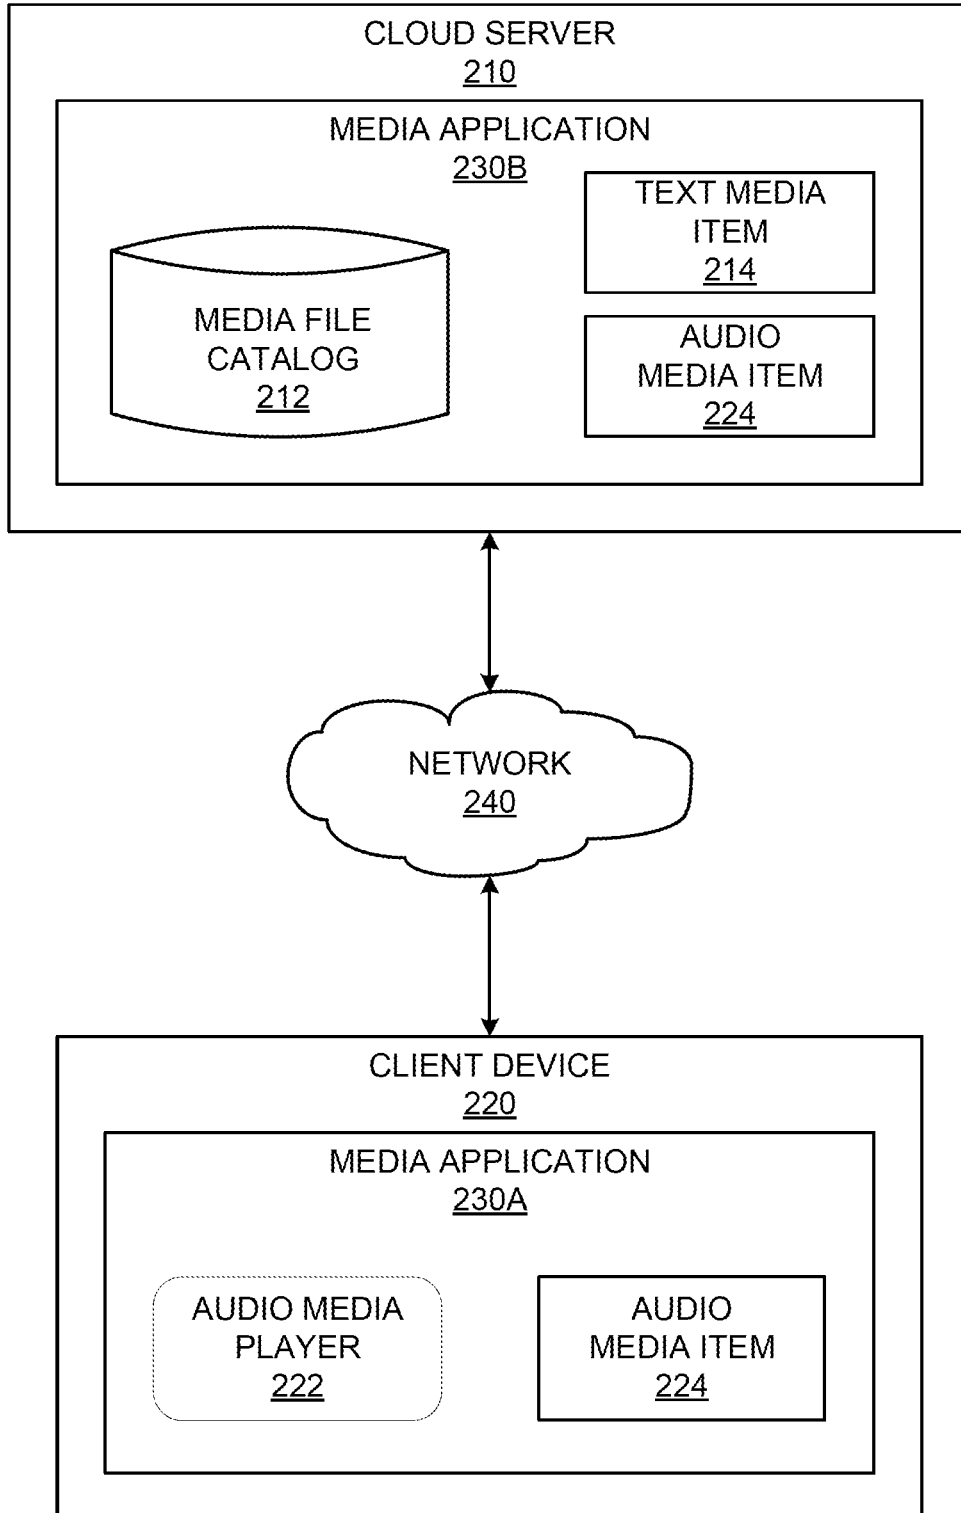 CLOUD SERVER
210
MEDIA APPLICATION
230B
TEXT MEDIA
ITEM
214
MEDIA FILE
CATALOG
212
AUDIO
MEDIA ITEM
224
NETWORK
240
CLIENT DEVICE
220
MEDIA APPLICATION
230A
AUDIO MEDIA
PLAYER
222
AUDIO
MEDIA ITEM
224